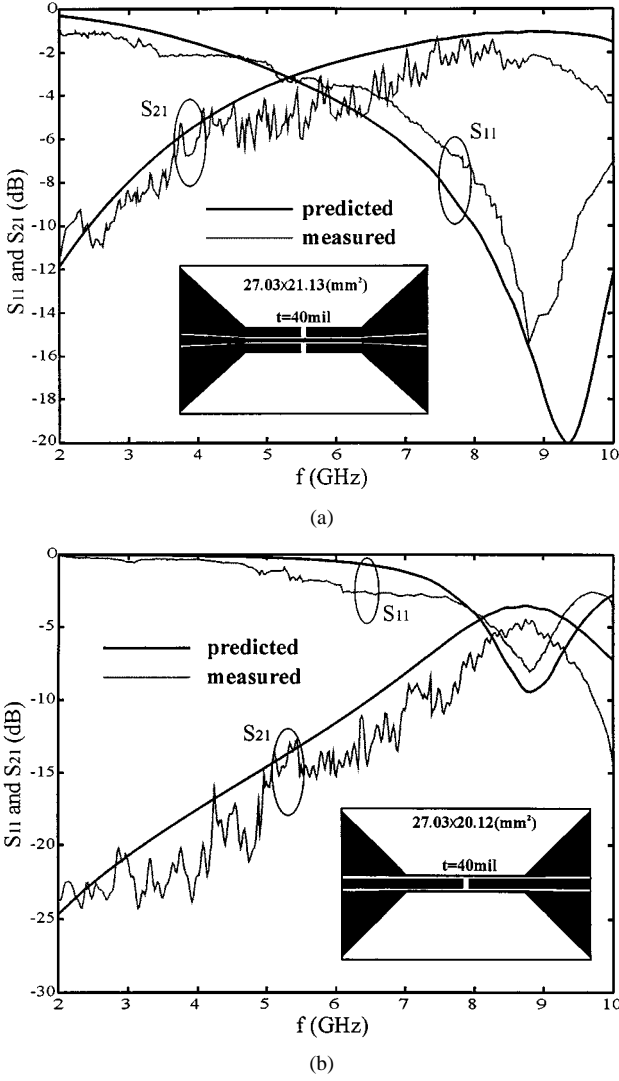 0
-2
-4
-6
-8
-10
-12
-14
-16
-18
-20
S11 and S21 (dB)
S21
S11
predicted
measured
27.03X21.13(mm²)
t=40mil
2 3 4 5 6 7 8 9 10
f (GHz)
(a)
0
-5
-10
-15
-20
-25
-30
S11 and S21 (dB)
S11
predicted
measured
S21
27.03X20.12(mm²)
t=40mil
2 3 4 5 6 7 8 9 10
f (GHz)
(b)